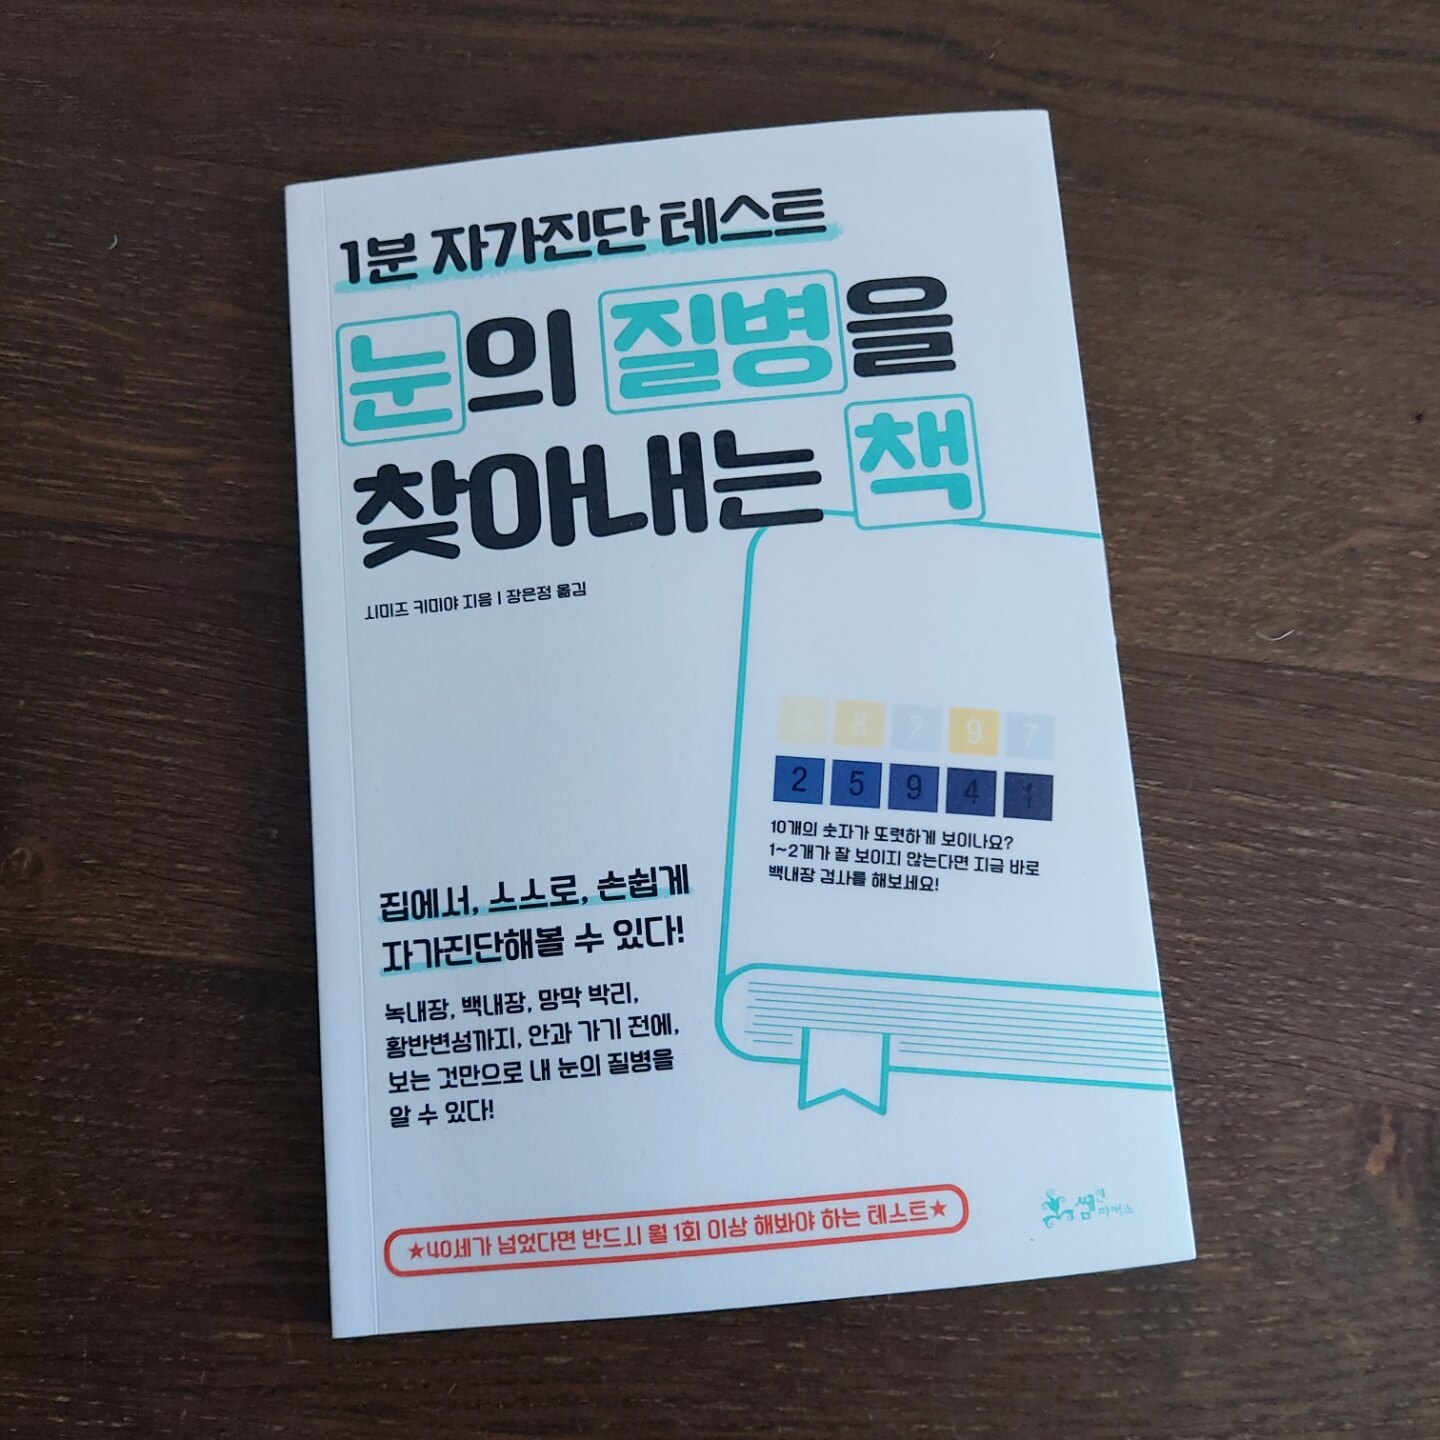 1분 자가진단 테스트
눈의 질병을
찾아내는 책
시미즈 키미야 지음 | 장은정 옮김
8 2 9 7
2 5 9 4 1
10개의 숫자가 또렷하게 보이나요?
1~2개가 잘 보이지 않는다면 지금 바로
백내장 검사를 해보세요!
집에서, 스스로, 손쉽게
자가진단해볼 수 있다!
녹내장, 백내장, 망막 박리,
황반변성까지, 안과 가기 전에,
보는 것만으로 내 눈의 질병을
알 수 있다!
★40세가 넘었다면 반드시 월 1회 이상 해봐야 하는 테스트★
쌤앤파커스